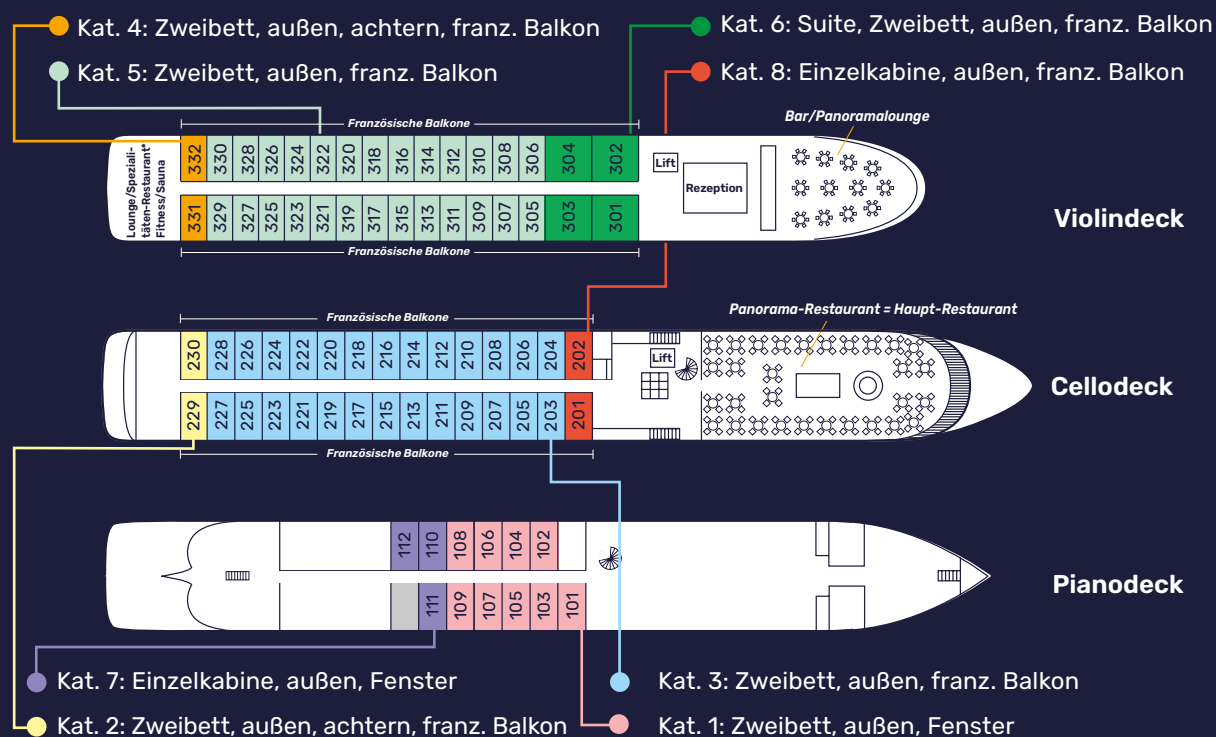 Kat. 4: Zweibett, außen, achtern, franz. Balkon
Kat. 6: Suite, Zweibett, außen, franz. Balkon
Kat. 5: Zweibett, außen, franz. Balkon
Kat. 8: Einzelkabine, außen, franz. Balkon
Französische Balkone
Bar/Panoramalounge
Lounge/Speziali-
täten-Restaurant*
Fitness/Sauna
332 330 328 326 324 322 320 318 316 314 312 310 308 306 304 302
Lift
Rezeption
331 329 327 325 323 321 319 317 315 313 311 309 307 305 303 301
Violindeck
Französische Balkone
Französische Balkone
Panorama-Restaurant = Haupt-Restaurant
230 228 226 224 222 220 218 216 214 212 210 208 206 204 202
Lift
Cellodeck
229 227 225 223 221 219 217 215 213 211 209 207 205 203 201
Französische Balkone
112 110 108 106 104 102
Pianodeck
111 109 107 105 103 101
Kat. 7: Einzelkabine, außen, Fenster
Kat. 3: Zweibett, außen, franz. Balkon
Kat. 2: Zweibett, außen, achtern, franz. Balkon
Kat. 1: Zweibett, außen, Fenster